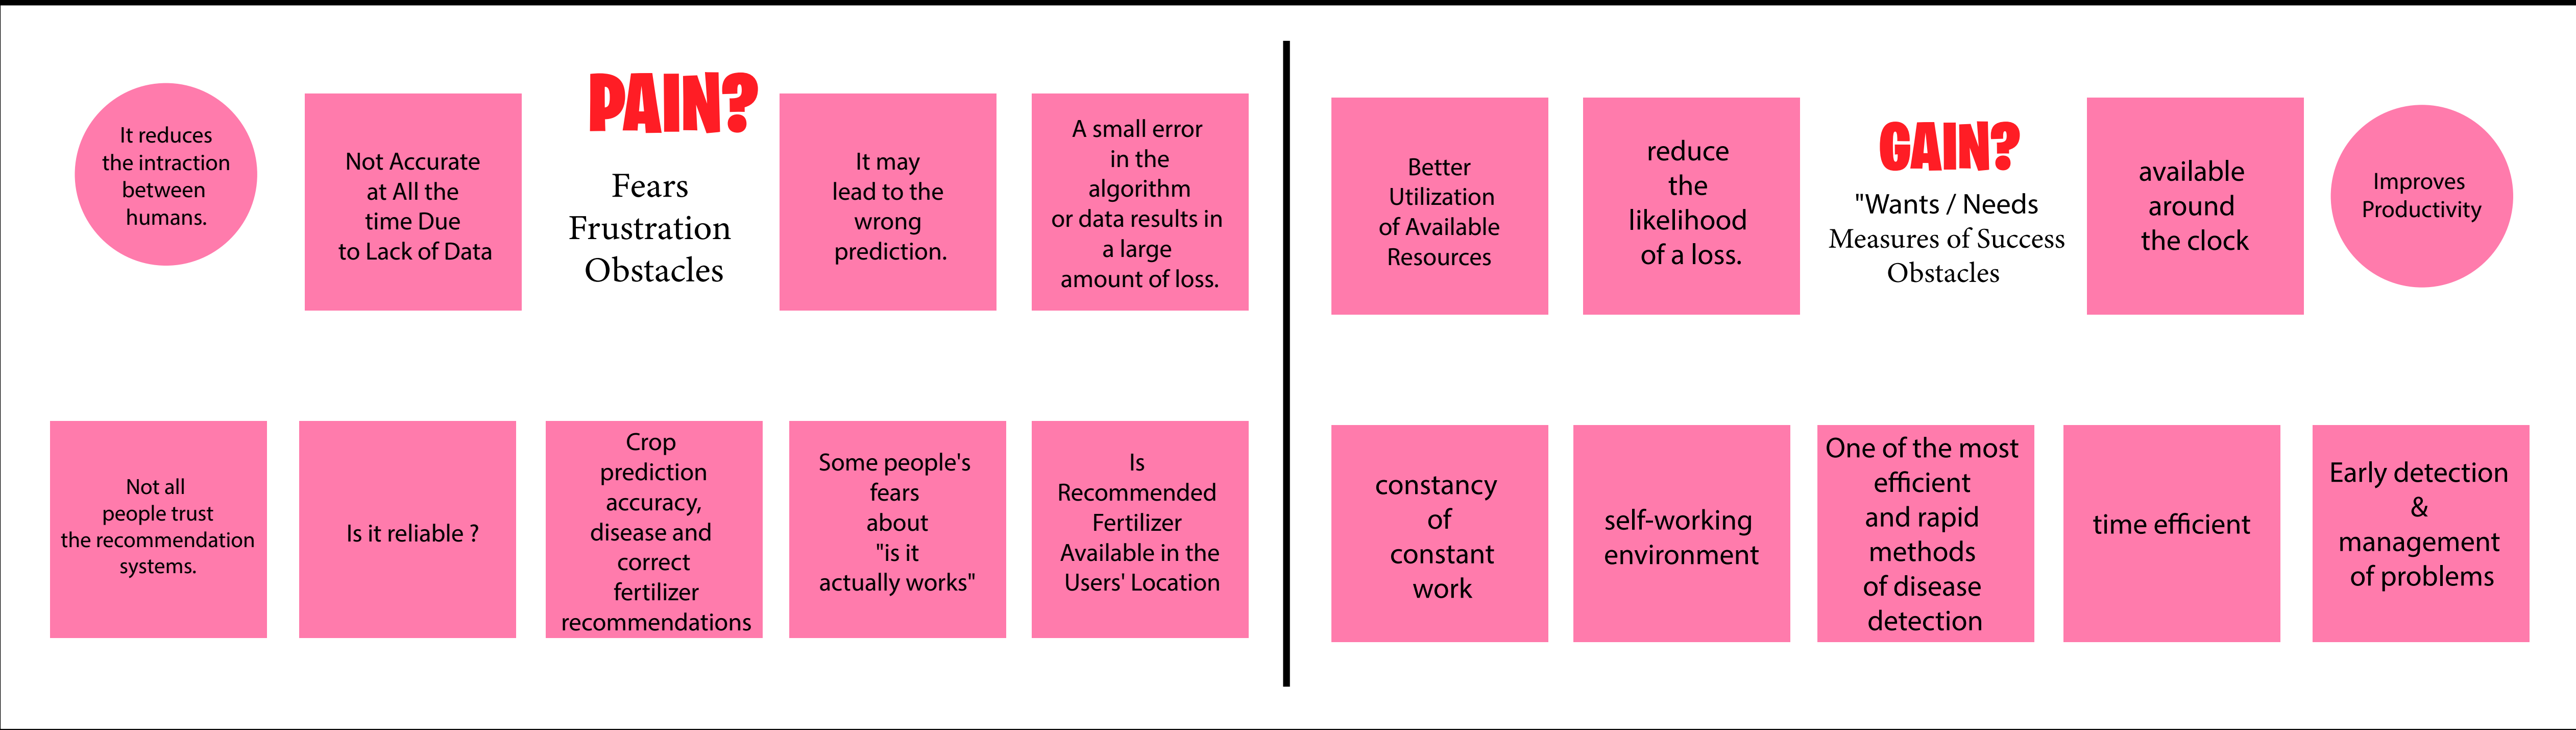 It reduces
the intraction
between
humans.
Not Accurate
at All the
time Due
to Lack of Data
PAIN?
Fears
Frustration
Obstacles
It may
lead to the
wrong
prediction.
A small error
in the
algorithm
or data results in
a large
amount of loss.
Not all
people trust
the recommendation
systems.
Is it reliable ?
Crop
prediction
accuracy,
disease and
correct
fertilizer
recommendations
Some people's
fears
about
"is it
actually works"
Is
Recommended
Fertilizer
Available in the
Users' Location
Better
Utilization
of Available
Resources
reduce
the
likelihood
of a loss.
GAIN?
"Wants / Needs
Measures of Success
Obstacles
available
around
the clock
Improves
Productivity
constancy
of
constant
work
self-working
environment
One of the most
efficient
and rapid
methods
of disease
detection
time efficient
Early detection
&
management
of problems